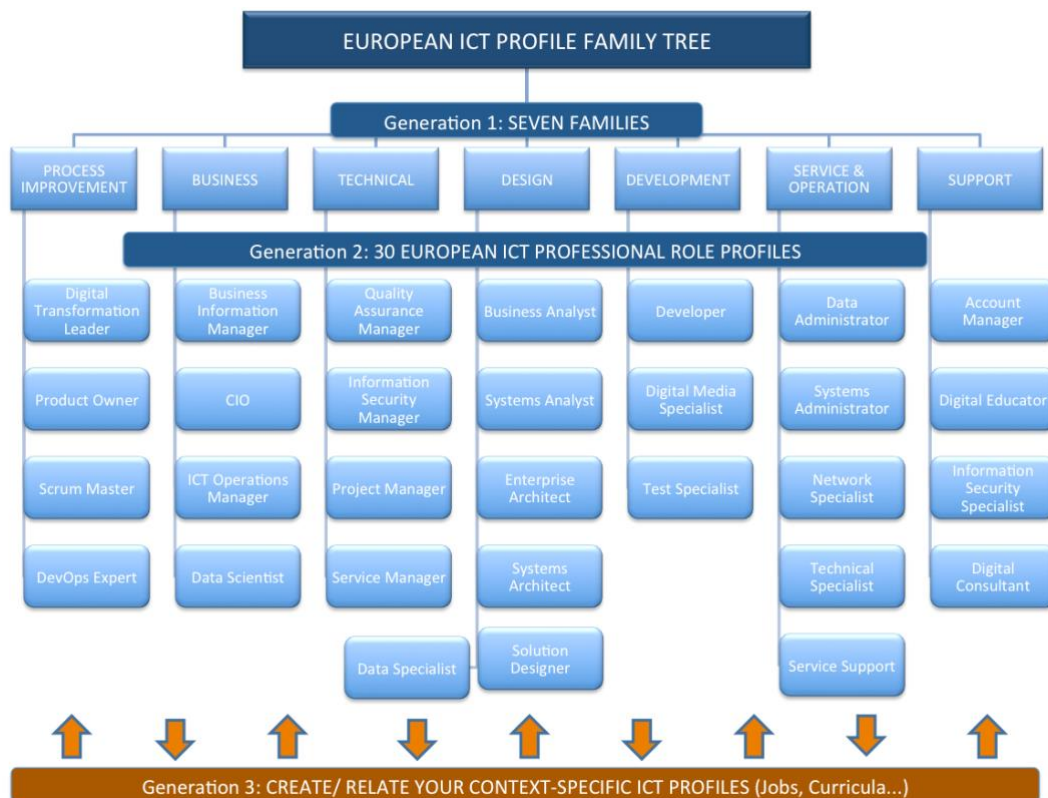 EUROPEAN ICT PROFILE FAMILY TREE
Generation 1: SEVEN FAMILIES
PROCESS
IMPROVEMENT
BUSINESS
TECHNICAL
DESIGN
DEVELOPMENT
SERVICE &
OPERATION
SUPPORT
Generation 2: 30 EUROPEAN ICT PROFESSIONAL ROLE PROFILES
Digital
Transformation
Leader
Business
Information
Manager
Quality
Assurance
Manager
Business Analyst
Developer
Data
Administrator
Account
Manager
Product Owner
CIO
Information
Security
Manager
Systems Analyst
Digital Media
Specialist
Systems
Administrator
Digital Educator
Scrum Master
ICT Operations
Manager
Project Manager
Enterprise
Architect
Test Specialist
Network
Specialist
Information
Security
Specialist
DevOps Expert
Data Scientist
Service Manager
Systems
Architect
Technical
Specialist
Digital
Consultant
Data Specialist
Solution
Designer
Service Support
Generation 3: CREATE/ RELATE YOUR CONTEXT-SPECIFIC ICT PROFILES (Jobs, Curricula...)